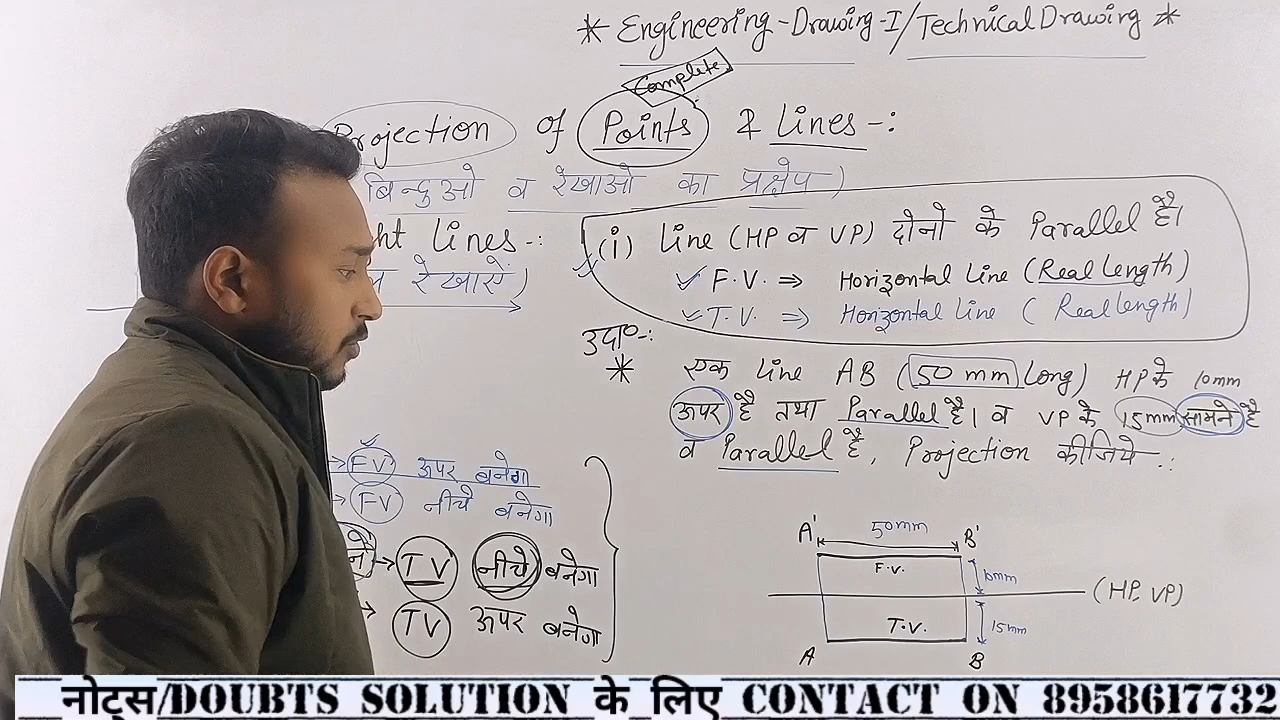 * Engineering-Drawing-I/Technical Drawing *
Complete
Projection of Points & Lines -:
बिन्दुओ व रेखाओ का प्रक्षेप)
Lines -:
रेखाऐं)
(i) Line (HP व VP) दोनो के Parallel है।
F.V. ⇒ Horizontal Line (Real Length)
T.V. ⇒ Horizontal Line ( Real length)
उदा०-:
* एक Line AB (50 mm Long) HP के 10mm
ऊपर है तथा Parallel है। व VP के 15mm सामने है
व Parallel है, Projection कीजिये -:
→ FV ऊपर बनेगा
→ FV नीचे बनेगा
→ TV नीचे बनेगा
→ TV ऊपर बनेगा
50mm
A' B'
F.V.
10mm
(HP, VP)
T.V.
15mm
A B
नोट्स/DOUBTS SOLUTION के लिए CONTACT ON 8958617732